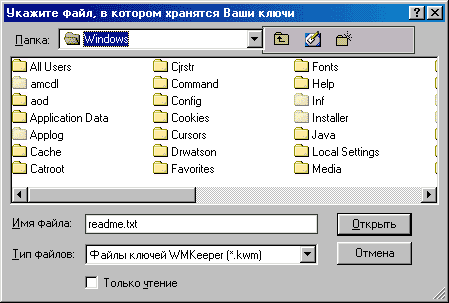 Укажите файл, в котором хранятся Ваши ключи
Папка: Windows
All Users Cjrstr Fonts
amcdl Command Help
aod Config Inf
Application Data Cookies Installer
Applog Cursors Java
Cache Drwatson Local Settings
Catroot Favorites Media
Имя файла: readme.txt Открыть
Тип файлов: Файлы ключей WMKeeper (*.kwm) Отмена
Только чтение